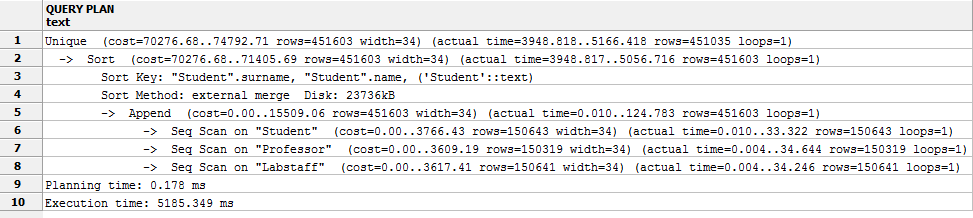 QUERY PLAN
text
1 Unique (cost=70276.68..74792.71 rows=451603 width=34) (actual time=3948.818..5166.418 rows=451035 loops=1)
2 -> Sort (cost=70276.68..71405.69 rows=451603 width=34) (actual time=3948.817..5056.716 rows=451603 loops=1)
3 Sort Key: "Student".surname, "Student".name, ('Student'::text)
4 Sort Method: external merge Disk: 23736kB
5 -> Append (cost=0.00..15509.06 rows=451603 width=34) (actual time=0.010..124.783 rows=451603 loops=1)
6 -> Seq Scan on "Student" (cost=0.00..3766.43 rows=150643 width=34) (actual time=0.010..33.322 rows=150643 loops=1)
7 -> Seq Scan on "Professor" (cost=0.00..3609.19 rows=150319 width=34) (actual time=0.004..34.644 rows=150319 loops=1)
8 -> Seq Scan on "Labstaff" (cost=0.00..3617.41 rows=150641 width=34) (actual time=0.004..34.246 rows=150641 loops=1)
9 Planning time: 0.178 ms
10 Execution time: 5185.349 ms